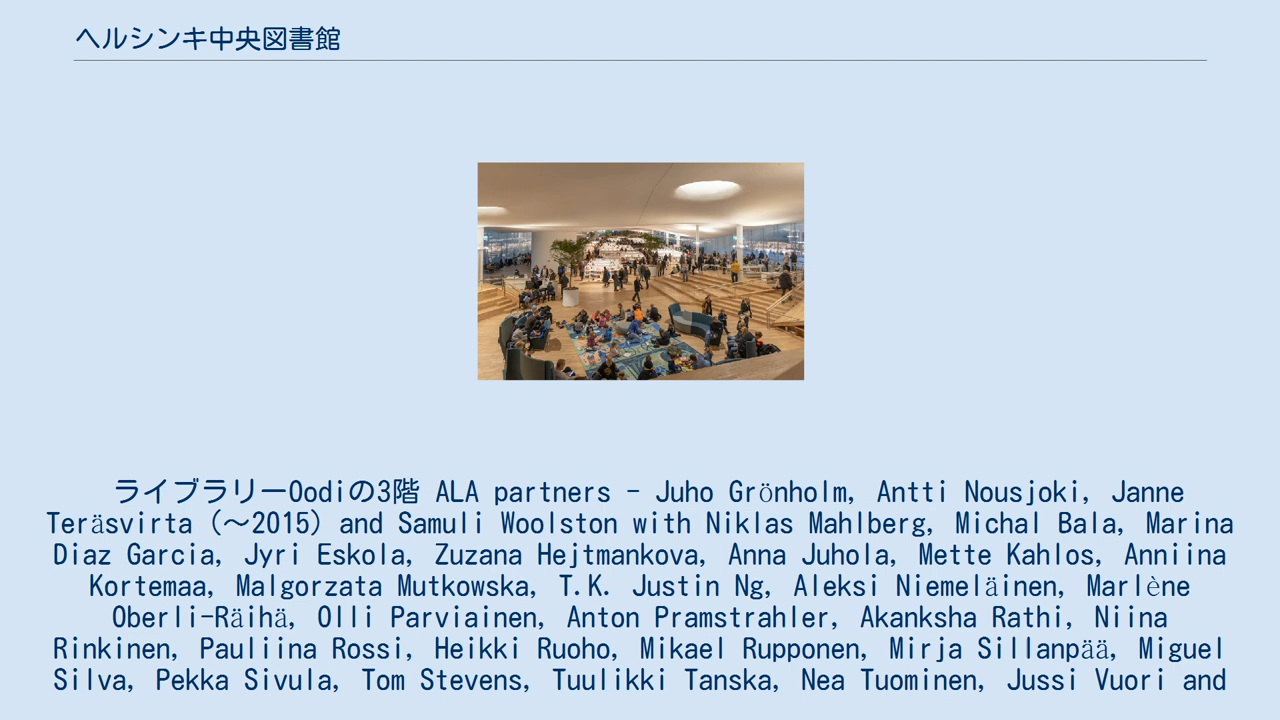 ヘルシンキ中央図書館
ライブラリーOodiの3階 ALA partners - Juho Grönholm, Antti Nousjoki, Janne
Teräsvirta (～2015) and Samuli Woolston with Niklas Mahlberg, Michal Bala, Marina
Diaz Garcia, Jyri Eskola, Zuzana Hejtmankova, Anna Juhola, Mette Kahlos, Anniina
Kortemaa, Malgorzata Mutkowska, T.K. Justin Ng, Aleksi Niemeläinen, Marlène
Oberli-Räihä, Olli Parviainen, Anton Pramstrahler, Akanksha Rathi, Niina
Rinkinen, Pauliina Rossi, Heikki Ruoho, Mikael Rupponen, Mirja Sillanpää, Miguel
Silva, Pekka Sivula, Tom Stevens, Tuulikki Tanska, Nea Tuominen, Jussi Vuori and